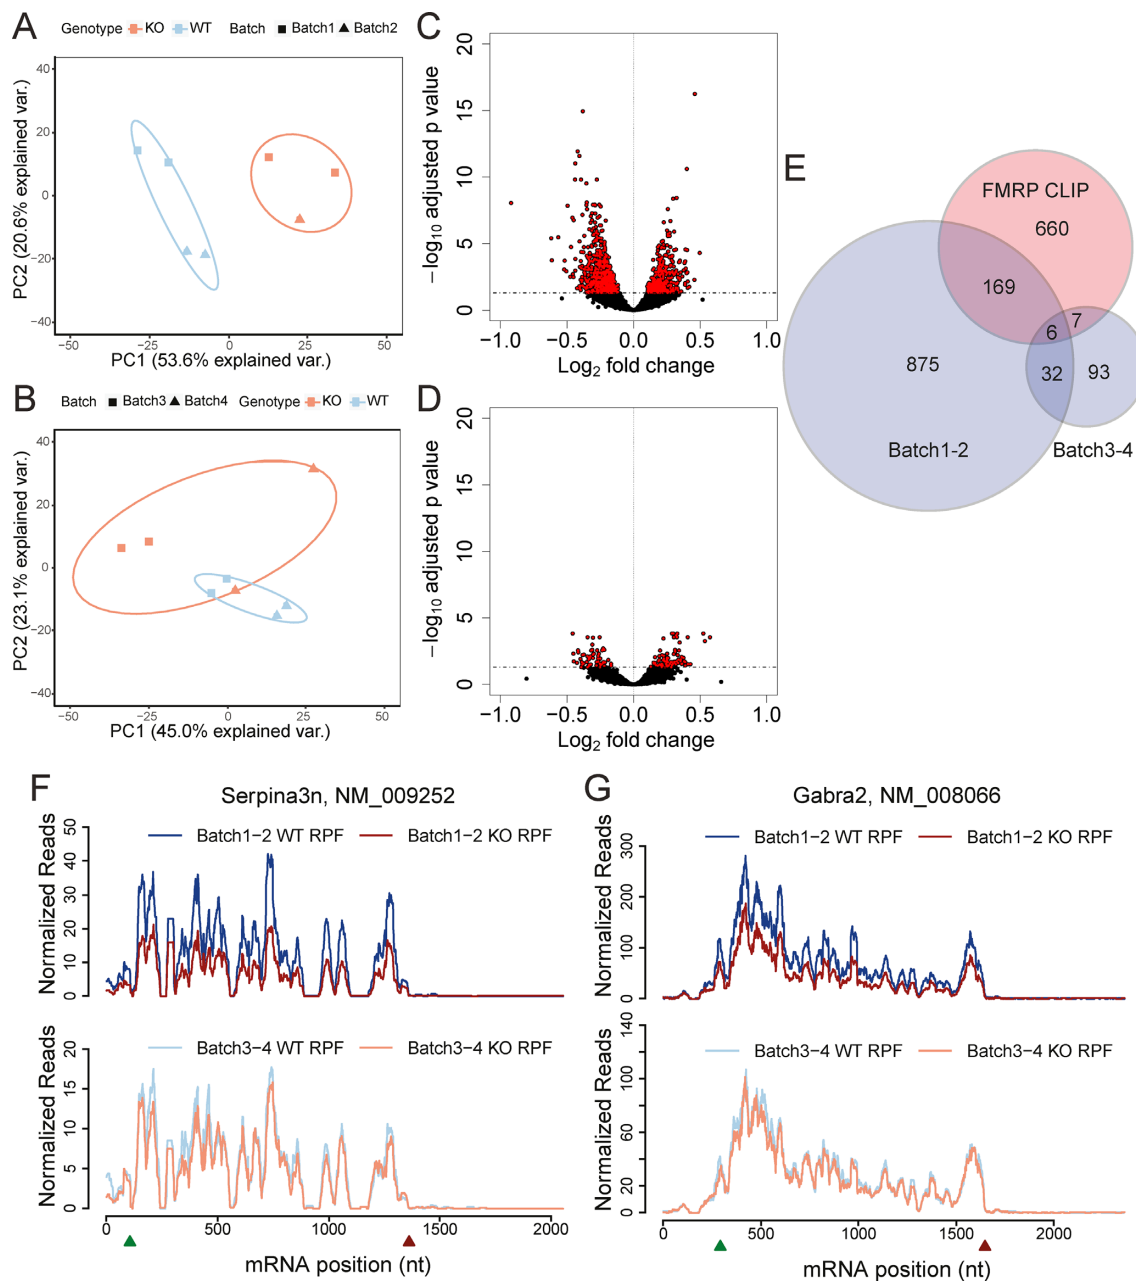 A
Genotype KO WT Batch Batch1 Batch2
40
20
0
−20
−40
PC2 (20.6% explained var.)
−50 −25 0 25 50
PC1 (53.6% explained var.)
B
Batch Batch3 Batch4 Genotype KO WT
40
20
0
−20
−40
PC2 (23.1% explained var.)
−50 −25 0 25 50
PC1 (45.0% explained var.)
C
20
15
10
5
0
−log10 adjusted p value
−1.0 −0.5 0.0 0.5 1.0
Log2 fold change
D
20
15
10
5
0
−log10 adjusted p value
−1.0 −0.5 0.0 0.5 1.0
Log2 fold change
E
FMRP CLIP
660
169
7
6
875
32
93
Batch1-2
Batch3-4
F
Serpina3n, NM_009252
Batch1−2 WT RPF Batch1−2 KO RPF
50
40
30
20
10
0
Normalized Reads
Batch3−4 WT RPF Batch3−4 KO RPF
20
15
10
5
0
Normalized Reads
0 500 1000 1500 2000
mRNA position (nt)
G
Gabra2, NM_008066
Batch1−2 WT RPF Batch1−2 KO RPF
300
200
100
0
Normalized Reads
Batch3−4 WT RPF Batch3−4 KO RPF
140
100
60
20
0
Normalized Reads
0 500 1000 1500 2000
mRNA position (nt)